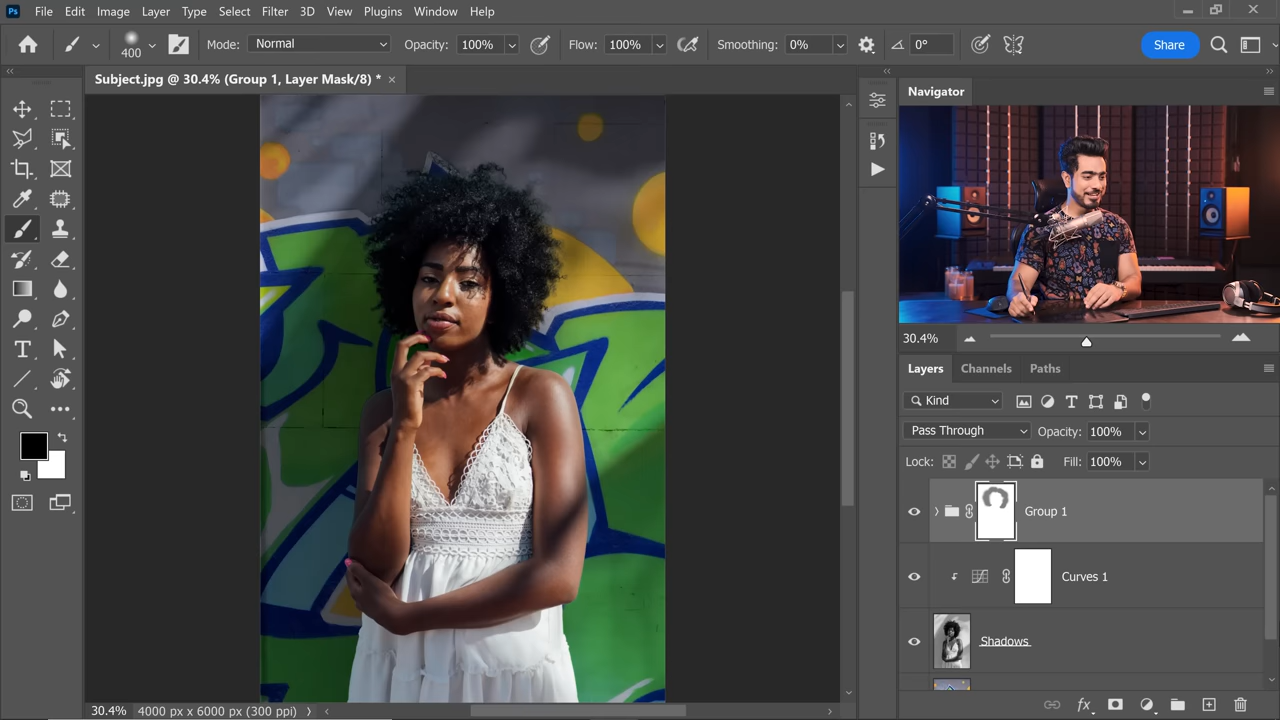 Ps File Edit Image Layer Type Select Filter 3D View Plugins Window Help
400 Mode: Normal Opacity: 100% Flow: 100% Smoothing: 0% 0° Share
Subject.jpg @ 30.4% (Group 1, Layer Mask/8) * ×
Navigator
30.4%
Layers Channels Paths
Kind
Pass Through Opacity: 100%
Lock: Fill: 100%
Group 1
Curves 1
Shadows
fx
30.4% 4000 px x 6000 px (300 ppi)